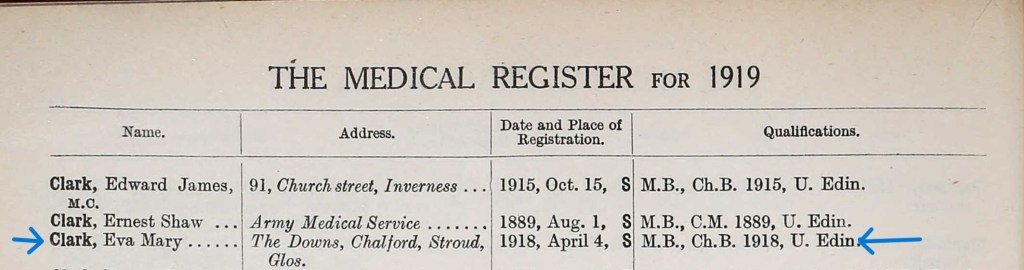 THE MEDICAL REGISTER FOR 1919
Name. Address. Date and Place of Registration. Qualifications.
Clark, Edward James, 91, Church street, Inverness ... 1915, Oct. 15, S M.B., Ch.B. 1915, U. Edin.
M.C.
Clark, Ernest Shaw ... Army Medical Service ....... 1889, Aug. 1, S M.B., C.M. 1889, U. Edin.
Clark, Eva Mary ...... The Downs, Chalford, Stroud, 1918, April 4, S M.B., Ch.B. 1918, U. Edin.
Glos.